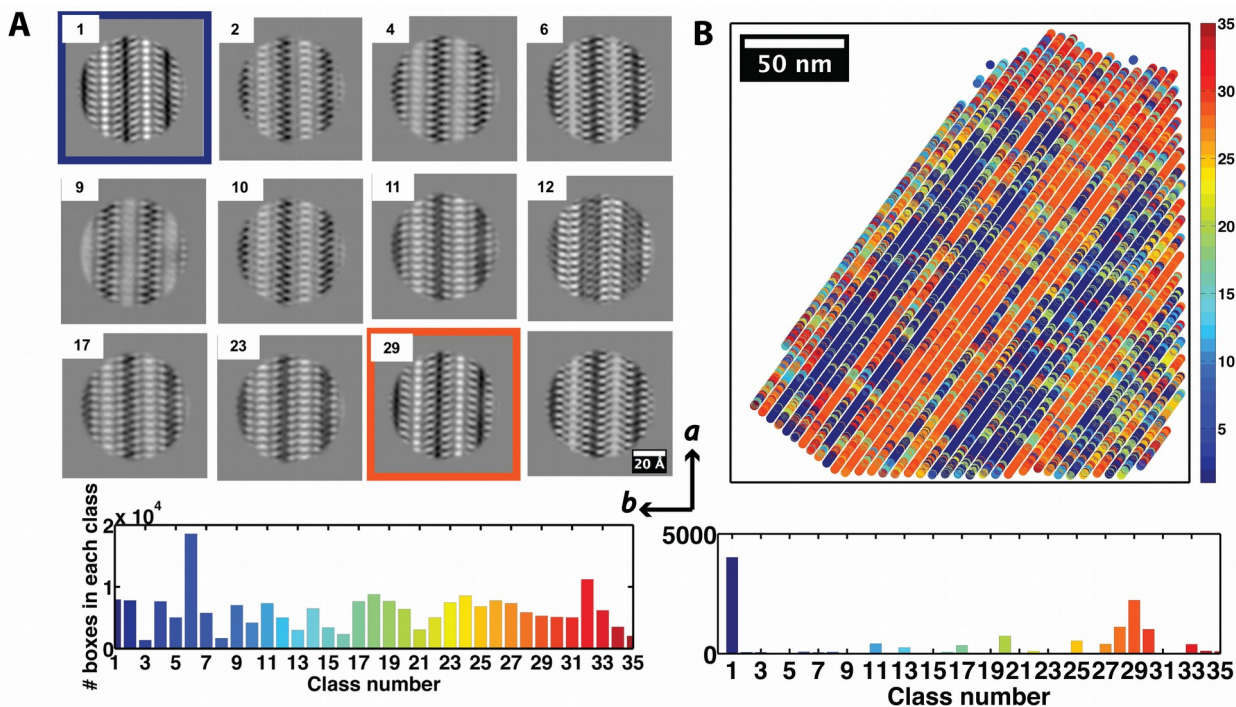 A
1
2
4
6
9
10
11
12
17
23
29
20 Å
a
b
B
50 nm
35
30
25
20
15
10
5
# boxes in each class
x 10^4
2
1
0
1 3 5 7 9 11 13 15 17 19 21 23 25 27 29 31 33 35
Class number
5000
0
1 3 5 7 9 11 13 15 17 19 21 23 25 27 29 31 33 35
Class number